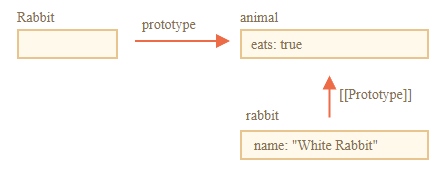 Rabbit
prototype
animal
eats: true
[[Prototype]]
rabbit
name: "White Rabbit"